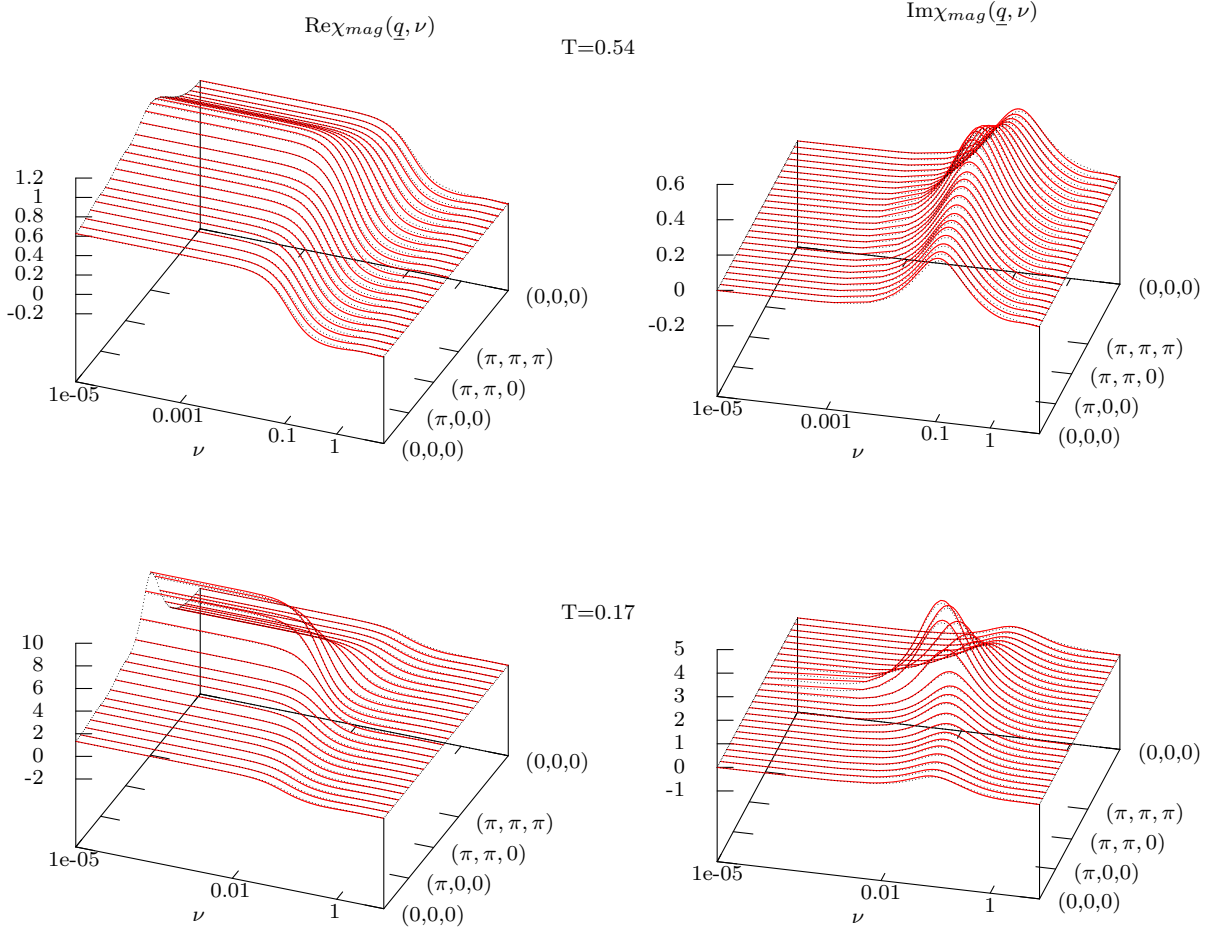 Reχmag(q,ν)
Imχmag(q,ν)
T=0.54
1.2
1
0.8
0.6
0.4
0.2
0
-0.2
1e-05
0.001
0.1
1
ν
(0,0,0)
(π,0,0)
(π,π,0)
(π,π,π)
(0,0,0)
0.6
0.4
0.2
0
-0.2
1e-05
0.001
0.1
1
ν
(0,0,0)
(π,0,0)
(π,π,0)
(π,π,π)
(0,0,0)
T=0.17
10
8
6
4
2
0
-2
1e-05
0.01
1
ν
(0,0,0)
(π,0,0)
(π,π,0)
(π,π,π)
(0,0,0)
5
4
3
2
1
0
-1
1e-05
0.01
1
ν
(0,0,0)
(π,0,0)
(π,π,0)
(π,π,π)
(0,0,0)